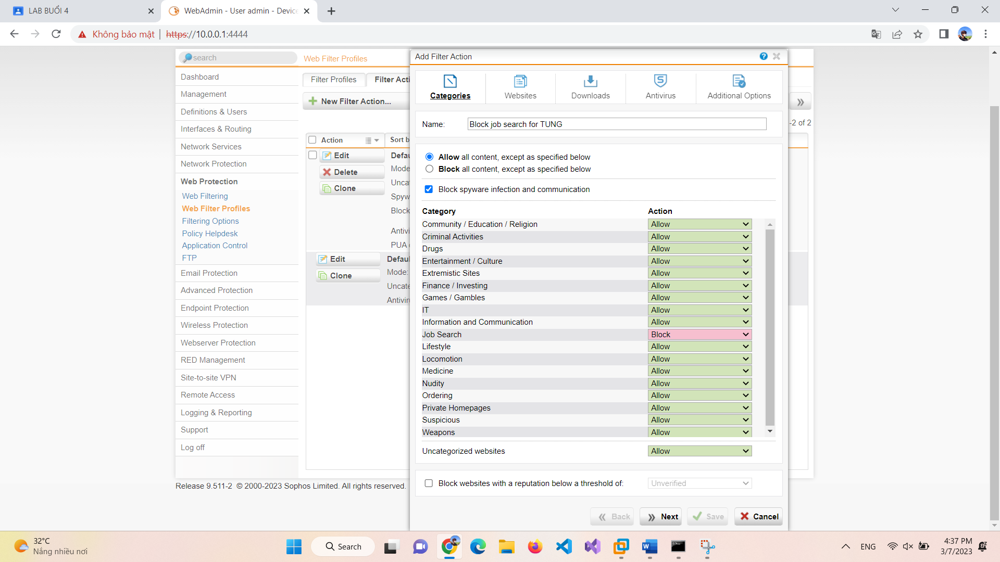 LAB BUỔI 4
WebAdmin - User admin - Device
Không bảo mật
https://10.0.0.1:4444
search
Web Filter Profiles
Dashboard
Management
Definitions & Users
Interfaces & Routing
Network Services
Network Protection
Web Protection
Web Filtering
Web Filter Profiles
Filtering Options
Policy Helpdesk
Application Control
FTP
Email Protection
Advanced Protection
Endpoint Protection
Wireless Protection
Webserver Protection
RED Management
Site-to-site VPN
Remote Access
Logging & Reporting
Support
Log off
Filter Profiles
Filter Acti
New Filter Action...
-2 of 2
Action
Sort b
Edit
Delete
Clone
Defau
Mode
Uncat
Spyw
Block
Antivi
PUA
Edit
Clone
Defaul
Mode:
Uncate
Antiviru
Release 9.511-2 © 2000-2023 Sophos Limited. All rights reserved.
Add Filter Action
Categories
Websites
Downloads
Antivirus
Additional Options
Name:
Block job search for TUNG
Allow all content, except as specified below
Block all content, except as specified below
Block spyware infection and communication
Category Action
Community / Education / Religion Allow
Criminal Activities Allow
Drugs Allow
Entertainment / Culture Allow
Extremistic Sites Allow
Finance / Investing Allow
Games / Gambles Allow
IT Allow
Information and Communication Allow
Job Search Block
Lifestyle Allow
Locomotion Allow
Medicine Allow
Nudity Allow
Ordering Allow
Private Homepages Allow
Suspicious Allow
Weapons Allow
Uncategorized websites Allow
Block websites with a reputation below a threshold of: Unverified
Back
Next
Save
Cancel
32°C
Nắng nhiều nơi
Search
ENG
4:37 PM
3/7/2023